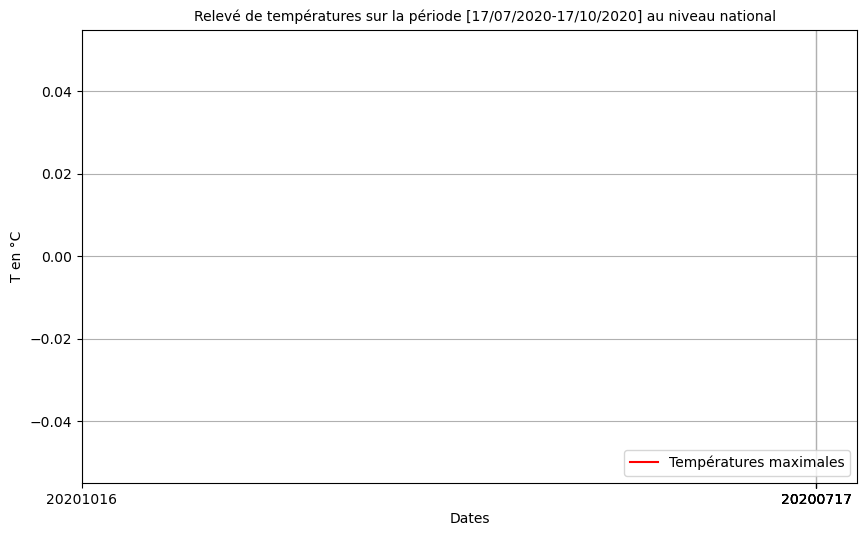 Relevé de températures sur la période [17/07/2020-17/10/2020] au niveau national
0.04
0.02
0.00
−0.02
−0.04
T en °C
Températures maximales
20201016
20200717
Dates